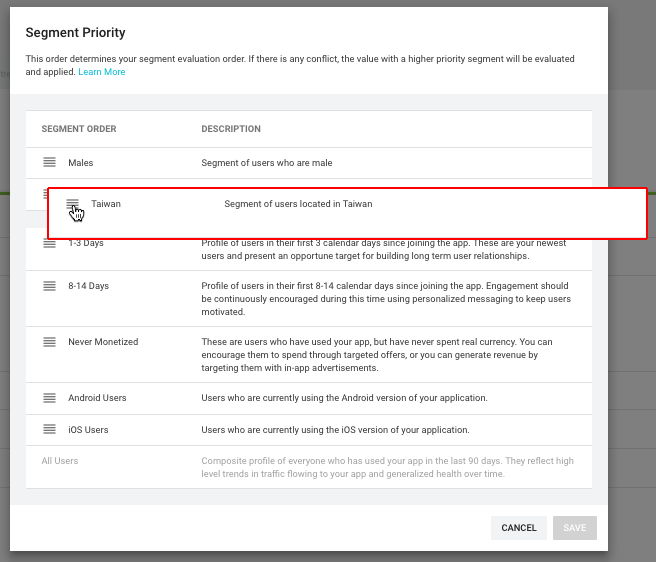 Segment Priority
This order determines your segment evaluation order. If there is any conflict, the value with a higher priority segment will be evaluated
and applied. Learn More
SEGMENT ORDER DESCRIPTION
Males Segment of users who are male
Taiwan Segment of users located in Taiwan
1-3 Days Profile of users in their first 3 calendar days since joining the app. These are your newest
users and present an opportune target for building long term user relationships.
8-14 Days Profile of users in their first 8-14 calendar days since joining the app. Engagement should
be continuously encouraged during this time using personalized messaging to keep users
motivated.
Never Monetized These are users who have used your app, but have never spent real currency. You can
encourage them to spend through targeted offers, or you can generate revenue by
targeting them with in-app advertisements.
Android Users Users who are currently using the Android version of your application.
iOS Users Users who are currently using the iOS version of your application.
All Users Composite profile of everyone who has used your app in the last 90 days. They reflect high
level trends in traffic flowing to your app and generalized health over time.
CANCEL SAVE